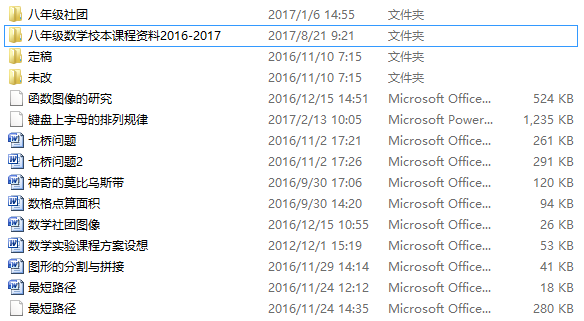 八年级社团 2017/1/6 14:55 文件夹
八年级数学校本课程资料2016-2017 2017/8/21 9:21 文件夹
定稿 2016/11/10 7:15 文件夹
未改 2016/11/10 7:15 文件夹
函数图像的研究 2016/12/15 14:51 Microsoft Office... 524 KB
键盘上字母的排列规律 2017/2/13 10:05 Microsoft Power... 1,235 KB
七桥问题 2016/11/2 17:21 Microsoft Office... 261 KB
七桥问题2 2016/11/2 17:26 Microsoft Office... 291 KB
神奇的莫比乌斯带 2016/9/30 17:06 Microsoft Office... 120 KB
数格点算面积 2016/9/30 14:20 Microsoft Office... 94 KB
数学社团图像 2016/12/15 10:55 Microsoft Office... 26 KB
数学实验课程方案设想 2012/12/1 15:19 Microsoft Office... 53 KB
图形的分割与拼接 2016/11/29 14:14 Microsoft Office... 41 KB
最短路径 2016/11/24 12:12 Microsoft Office... 18 KB
最短路径 2016/11/24 14:35 Microsoft Office... 280 KB